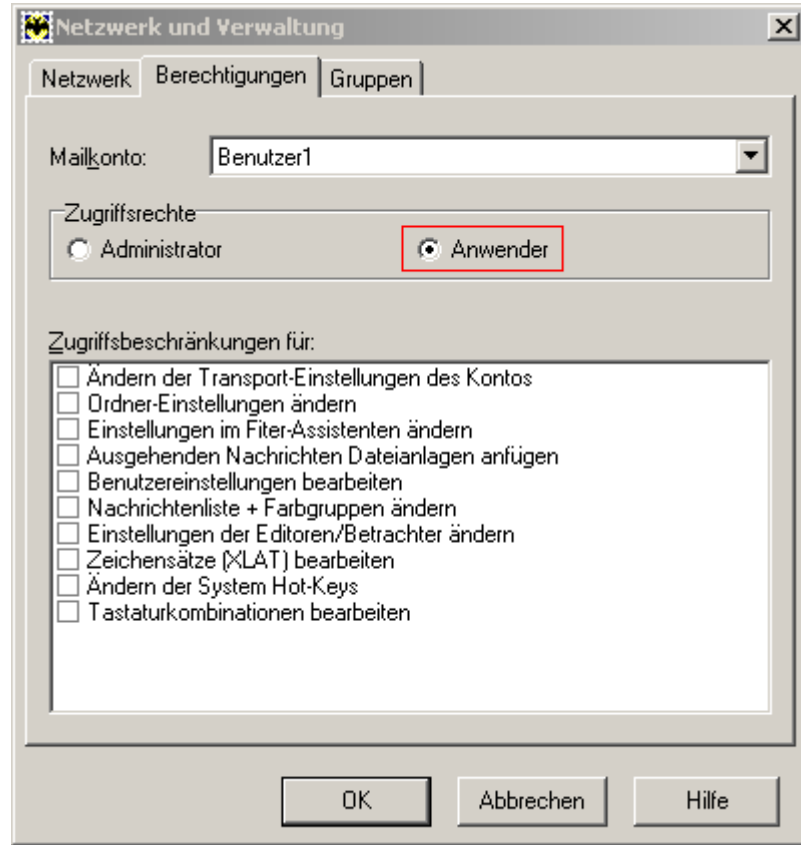 Netzwerk und Verwaltung
Netzwerk Berechtigungen Gruppen
Mailkonto: Benutzer1
Zugriffsrechte
Administrator Anwender
Zugriffsbeschränkungen für:
Ändern der Transport-Einstellungen des Kontos
Ordner-Einstellungen ändern
Einstellungen im Fiter-Assistenten ändern
Ausgehenden Nachrichten Dateianlagen anfügen
Benutzereinstellungen bearbeiten
Nachrichtenliste + Farbgruppen ändern
Einstellungen der Editoren/Betrachter ändern
Zeichensätze (XLAT) bearbeiten
Ändern der System Hot-Keys
Tastaturkombinationen bearbeiten
OK Abbrechen Hilfe